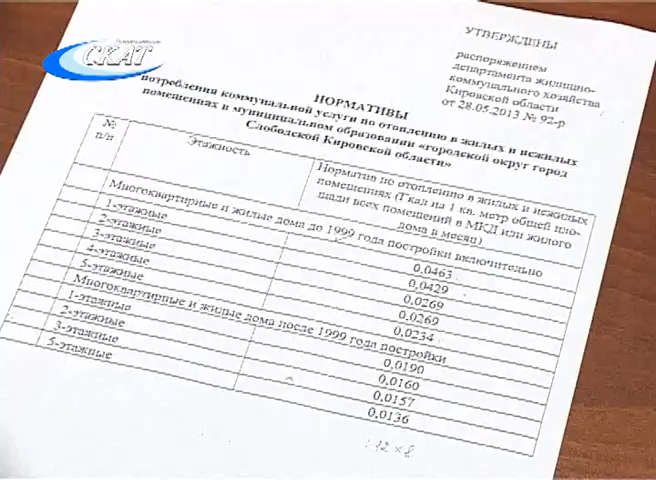 СКАТ
УТВЕРЖДЕНЫ
распоряжением
департамента жилищно-
коммунального хозяйства
Кировской области
от 28.05.2013 № 92-р
НОРМАТИВЫ
потребления коммунальной услуги по отоплению в жилых и нежилых
помещениях в муниципальном образовании «городской округ город
Слободской Кировской области»
№
п/п
Этажность
Норматив по отоплению в жилых и нежилых
помещениях (Гкал на 1 кв. метр общей пло-
щади всех помещений в МКД или жилого
дома в месяц)
Многоквартирные и жилые дома до 1999 года постройки включительно
1-этажные 0,0463
2-этажные 0,0429
3-этажные 0,0269
4-этажные 0,0269
5-этажные 0,0234
Многоквартирные и жилые дома после 1999 года постройки
1-этажные 0,0190
2-этажные 0,0160
3-этажные 0,0157
5-этажные 0,0136
12 × 8